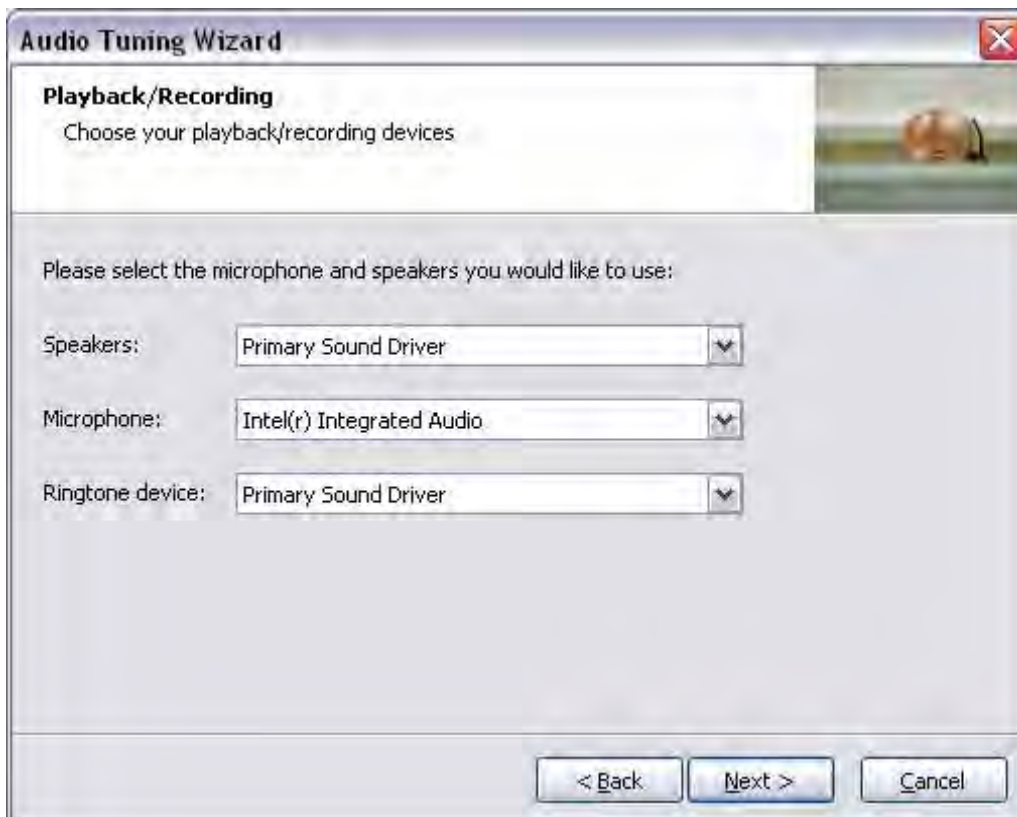 Audio Tuning Wizard
Playback/Recording
Choose your playback/recording devices
Please select the microphone and speakers you would like to use:
Speakers: Primary Sound Driver
Microphone: Intel(r) Integrated Audio
Ringtone device: Primary Sound Driver
< Back Next > Cancel